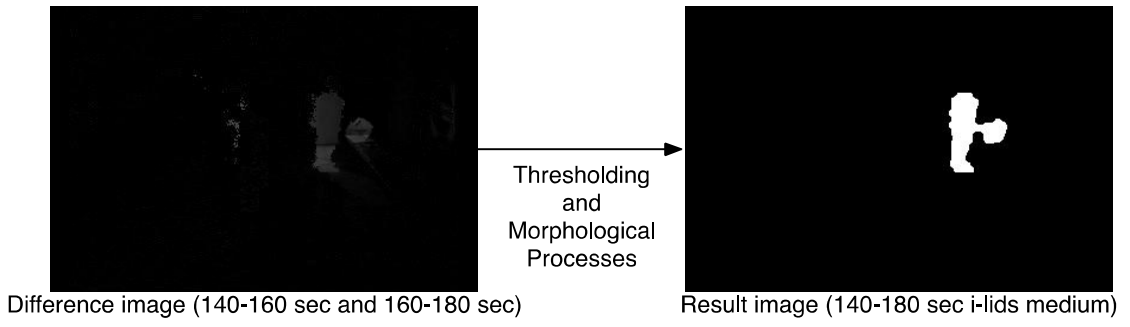 Thresholding
and
Morphological
Processes
Difference image (140-160 sec and 160-180 sec)
Result image (140-180 sec i-lids medium)